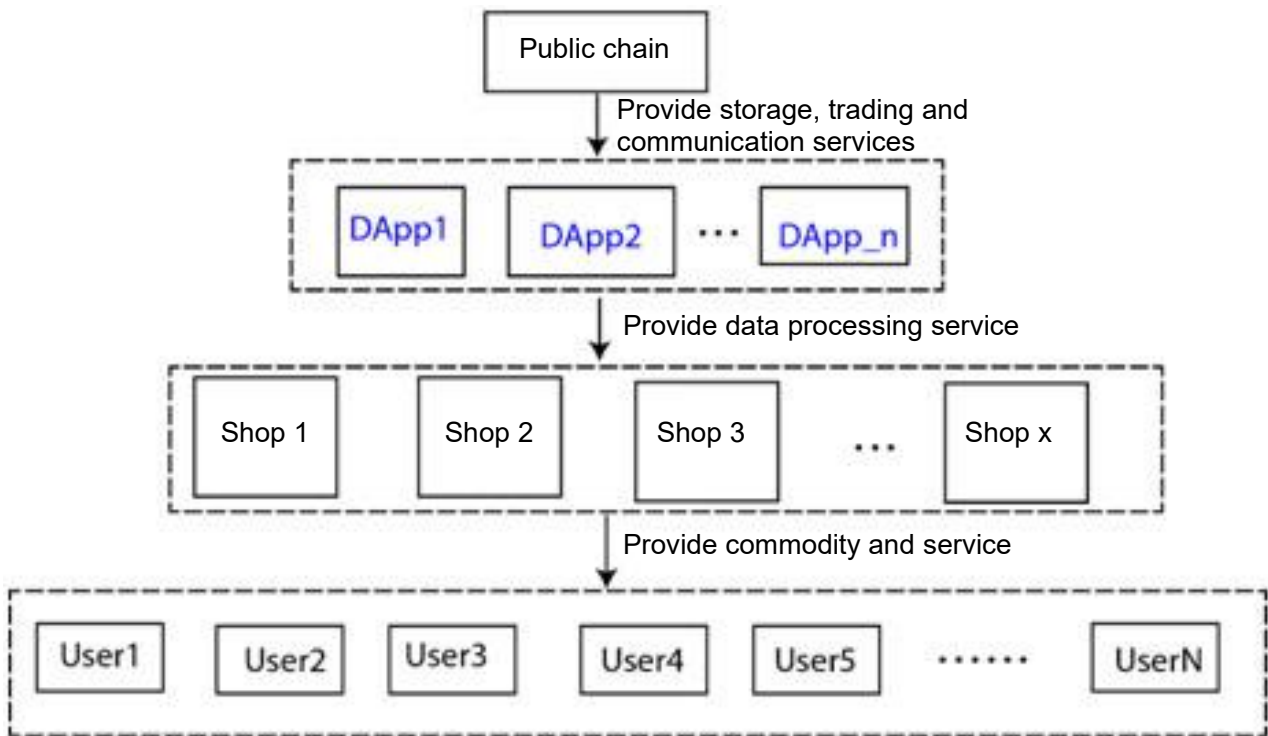 Public chain
Provide storage, trading and
communication services
DApp1 DApp2 ... DApp_n
Provide data processing service
Shop 1 Shop 2 Shop 3 ... Shop x
Provide commodity and service
User1 User2 User3 User4 User5 ...... UserN